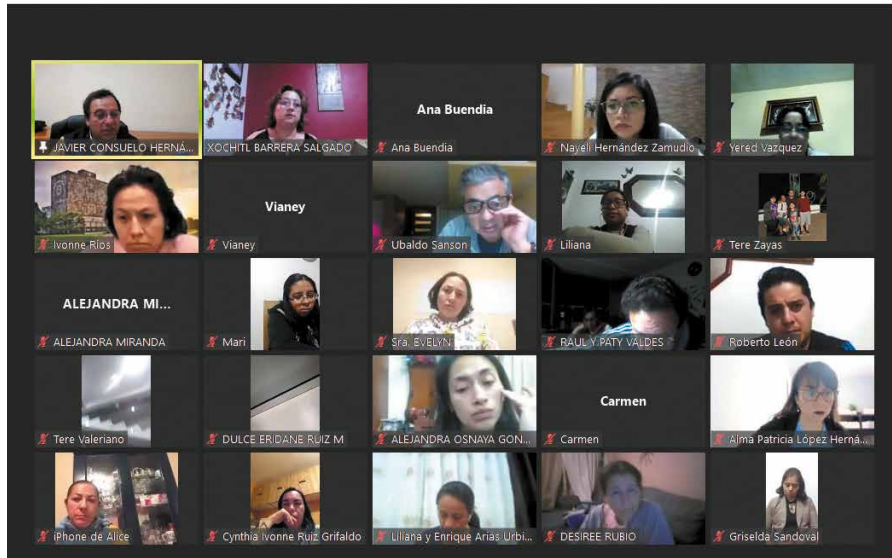 JAVIER CONSUELO HERNÁ...
XOCHITL BARRERA SALGADO
Ana Buendia
Ana Buendia
Nayeli Hernández Zamudio
Yered Vazquez
Ivonne Ríos
Vianey
Vianey
Ubaldo Sanson
Liliana
Tere Zayas
ALEJANDRA MI...
ALEJANDRA MIRANDA
Mari
Sra. EvELYN
RAUL Y PATY VALDES
Roberto León
Tere Valeriano
DULCE ERIDANE RUIZ M
ALEJANDRA OSNAYA GON...
Carmen
Carmen
Alma Patricia López Herná...
iPhone de Alice
Cynthia Ivonne Ruiz Grifaldo
Liliana y Enrique Arias Urbi...
DESIREE RUBIO
Griselda Sandoval